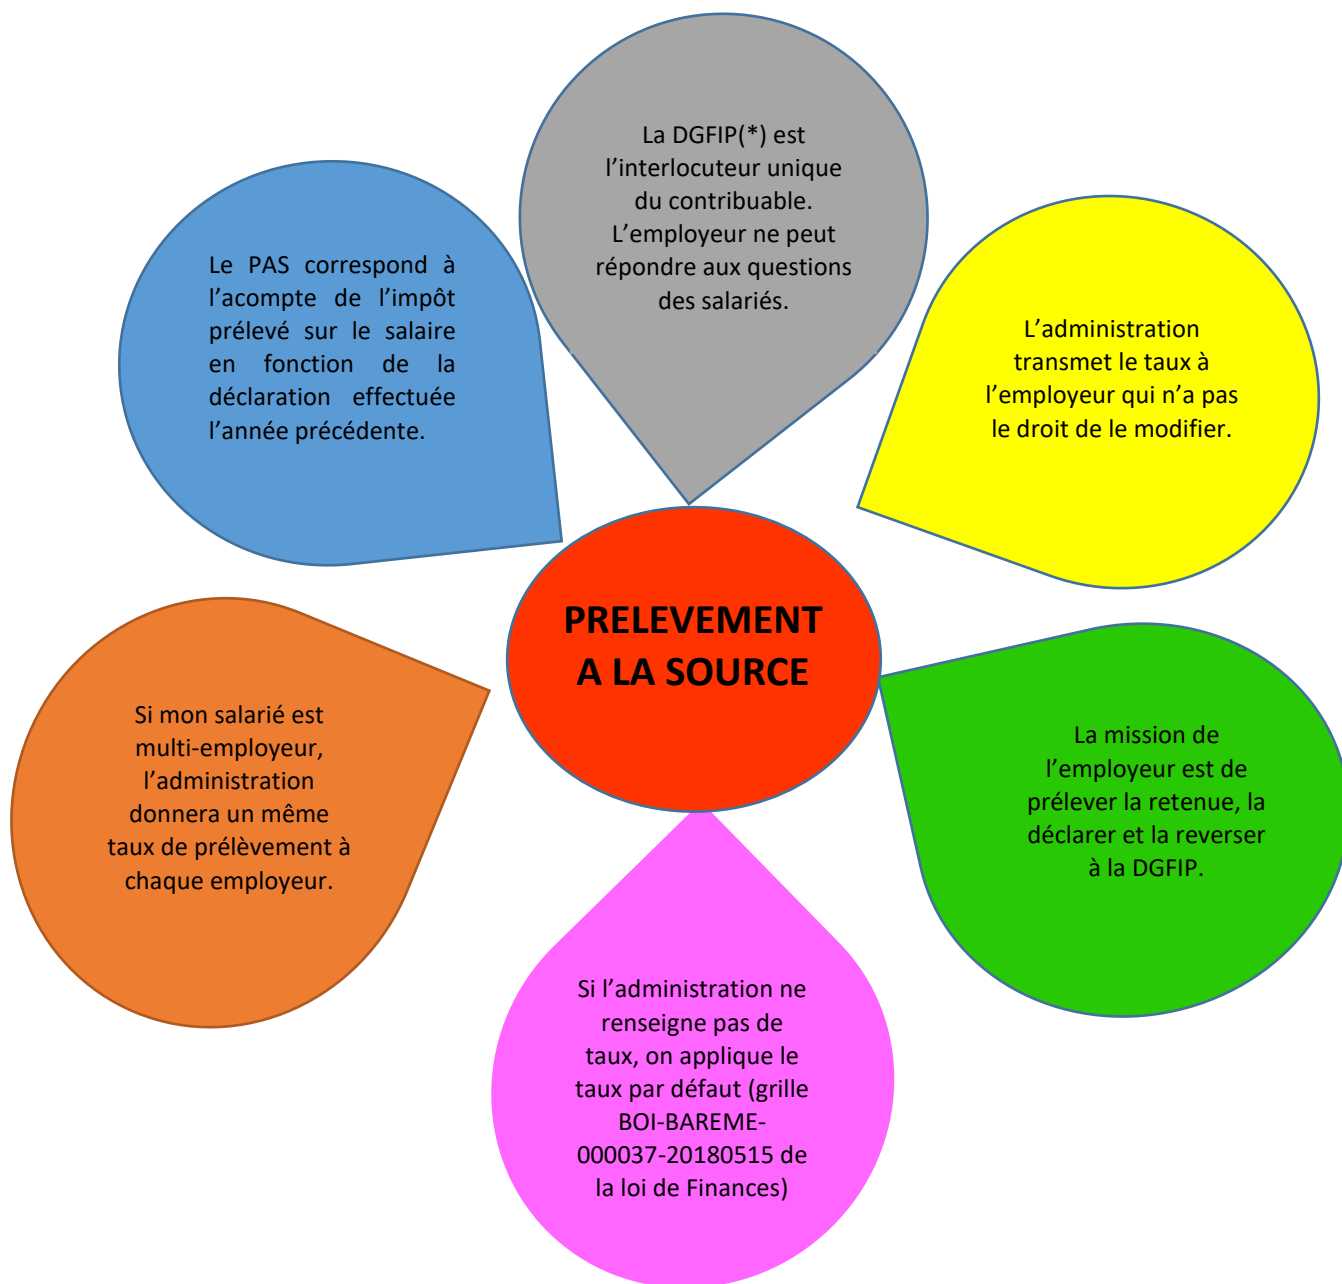 La DGFIP(*) est
l’interlocuteur unique
du contribuable.
L’employeur ne peut
répondre aux questions
des salariés.
Le PAS correspond à
l’acompte de l’impôt
prélevé sur le salaire
en fonction de la
déclaration effectuée
l’année précédente.
L’administration
transmet le taux à
l’employeur qui n’a pas
le droit de le modifier.
PRELEVEMENT
A LA SOURCE
Si mon salarié est
multi-employeur,
l’administration
donnera un même
taux de prélèvement à
chaque employeur.
La mission de
l’employeur est de
prélever la retenue, la
déclarer et la reverser
à la DGFIP.
Si l’administration ne
renseigne pas de
taux, on applique le
taux par défaut (grille
BOI-BAREME-
000037-20180515 de
la loi de Finances)